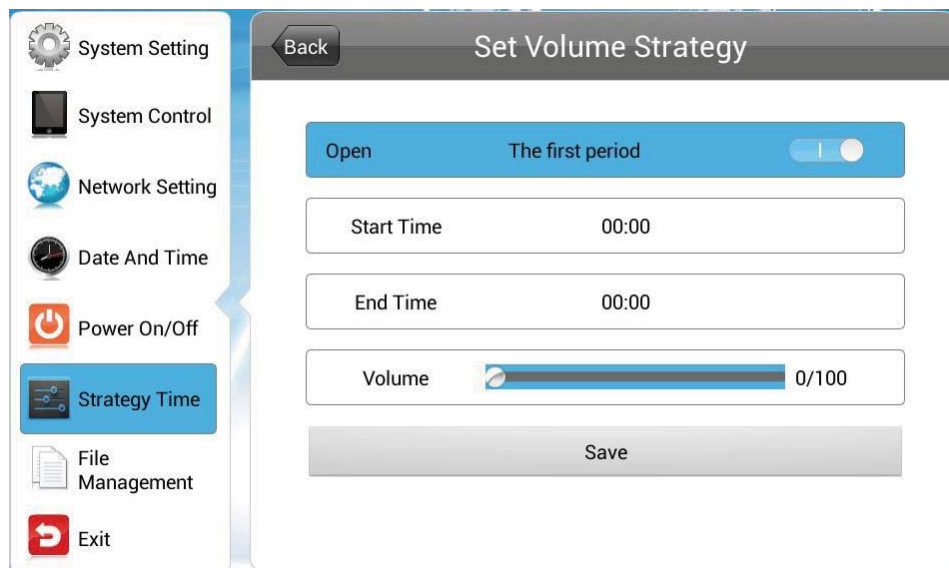 System Setting
System Control
Network Setting
Date And Time
Power On/Off
Strategy Time
File
Management
Exit
Back
Set Volume Strategy
Open The first period
Start Time 00:00
End Time 00:00
Volume 0/100
Save